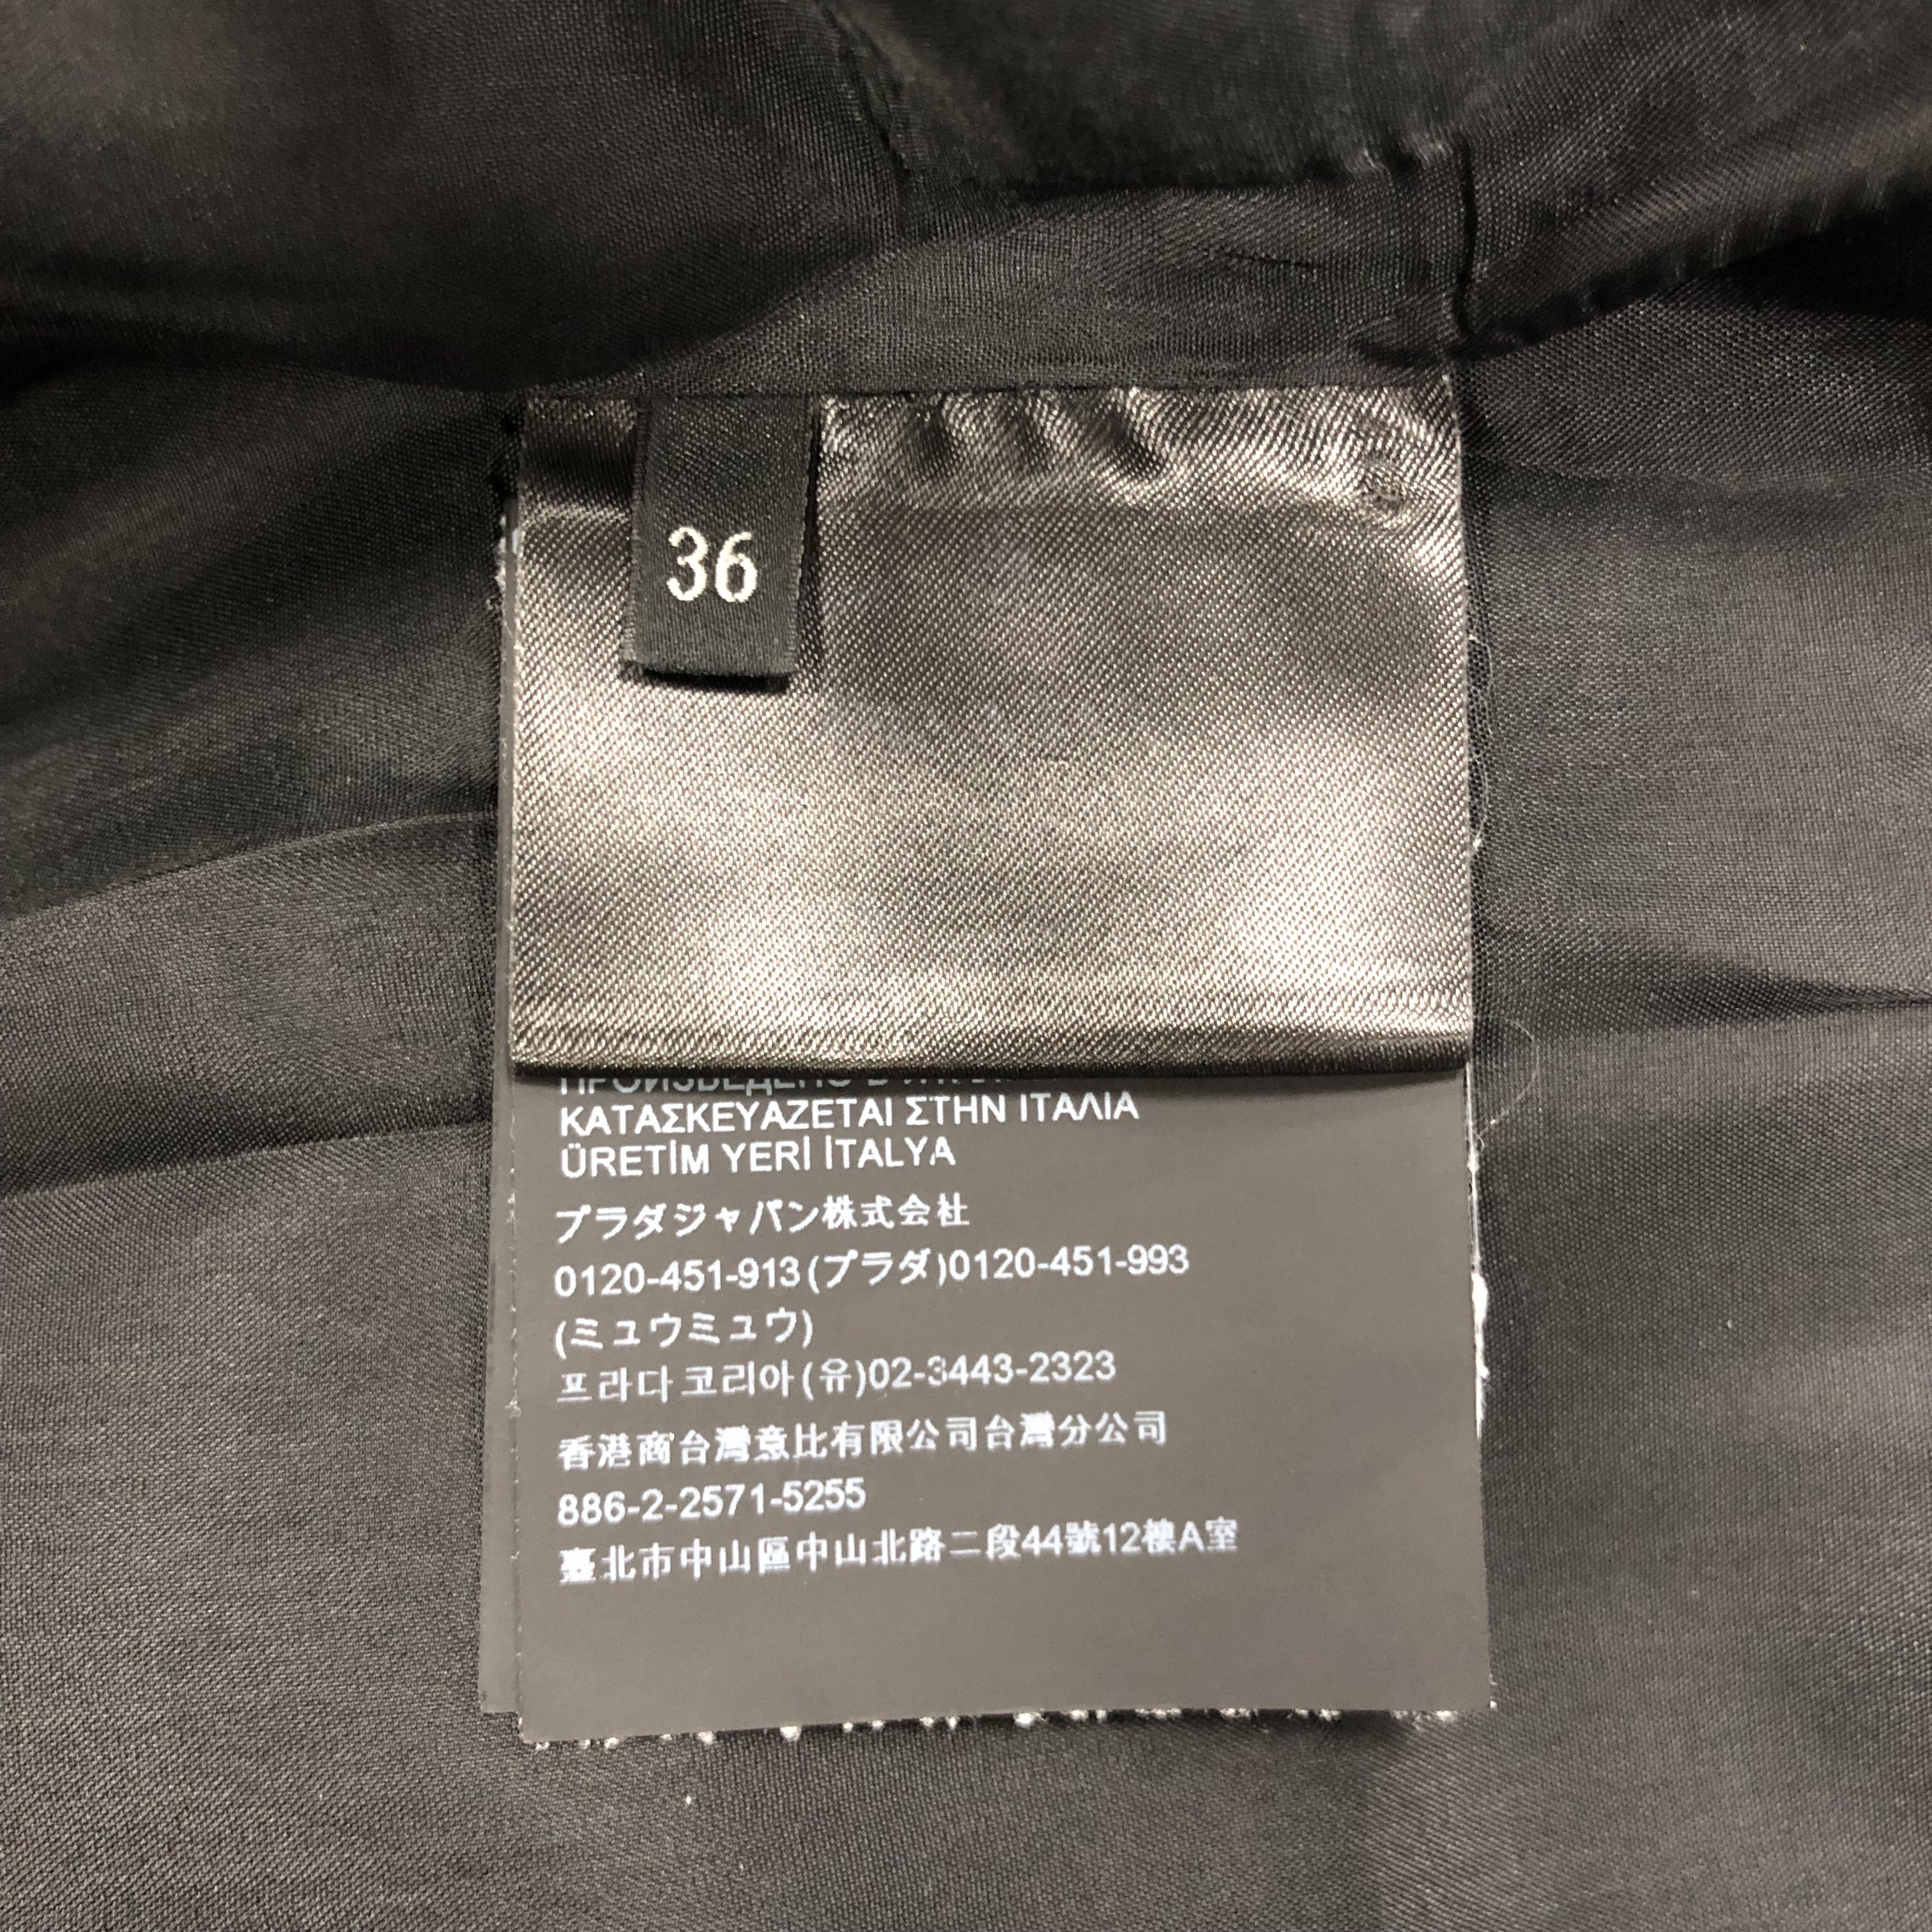 36
ПРОИЗВЕДЕНО В
ΚΑΤΑΣΚΕΥΑΖΕΤΑΙ ΣΤΗΝ ΙΤΑΛΙΑ
ÜRETİM YERİ İTALYA
プラダジャパン株式会社
0120-451-913(プラダ)0120-451-993
(ミュウミュウ)
프라다 코리아(유)02-3443-2323
香港商台灣意比有限公司台灣分公司
886-2-2571-5255
臺北市中山區中山北路二段44號12樓A室